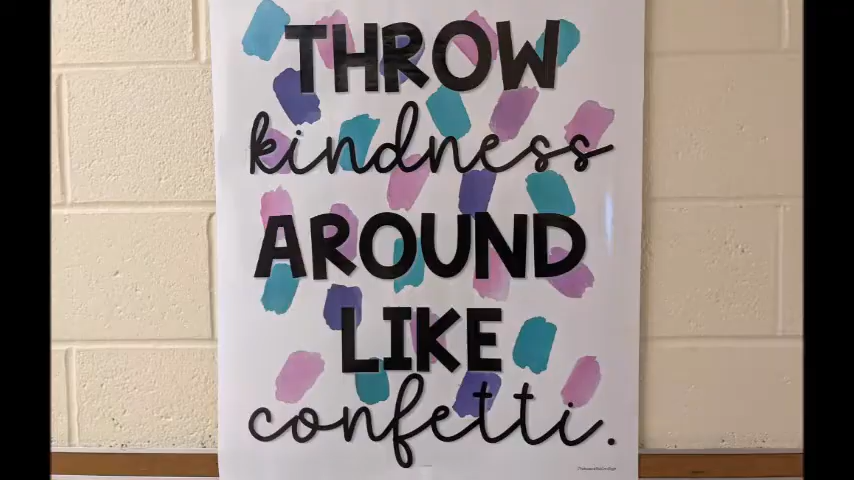 THROW
kindness
AROUND
LIKE
confetti.